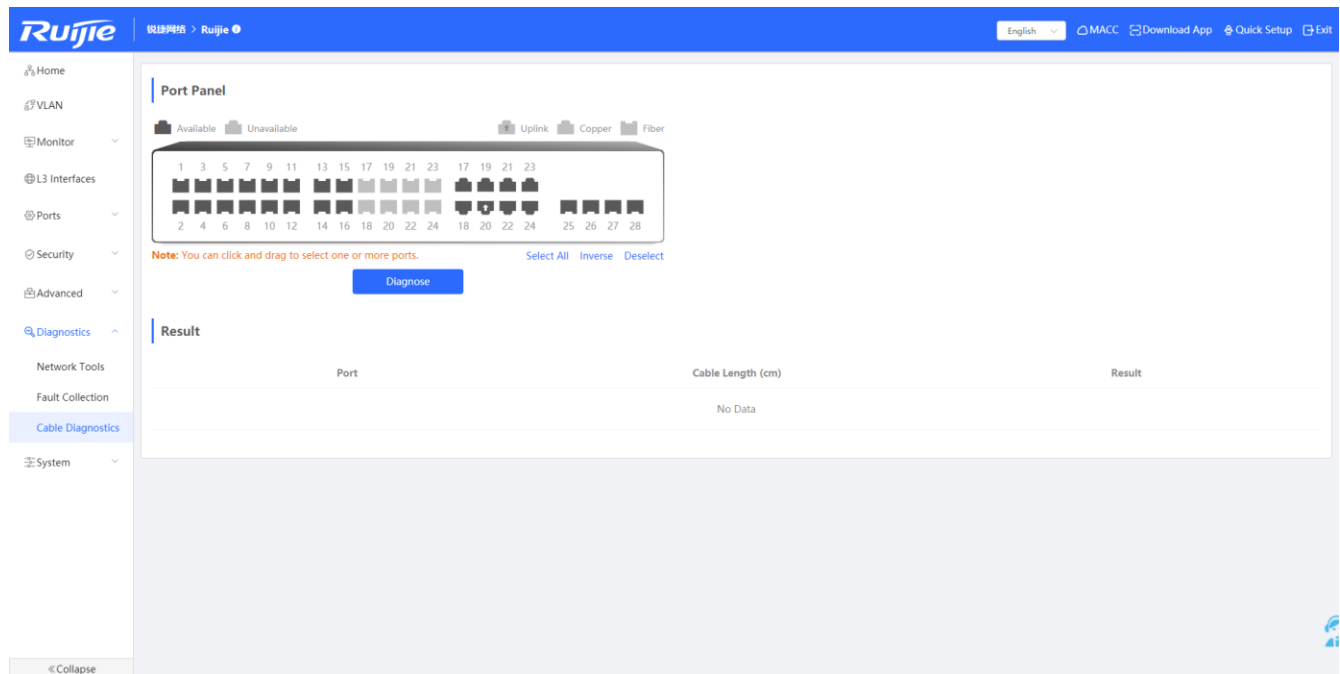 Ruijie
锐捷网络 > Ruijie
English
MACC
Download App
Quick Setup
Exit
Home
VLAN
Monitor
L3 Interfaces
Ports
Security
Advanced
Diagnostics
Network Tools
Fault Collection
Cable Diagnostics
System
Collapse
Port Panel
Available Unavailable Uplink Copper Fiber
1 3 5 7 9 11 13 15 17 19 21 23 17 19 21 23
2 4 6 8 10 12 14 16 18 20 22 24 18 20 22 24 25 26 27 28
Note: You can click and drag to select one or more ports.
Select All Inverse Deselect
Diagnose
Result
Port Cable Length (cm) Result
No Data